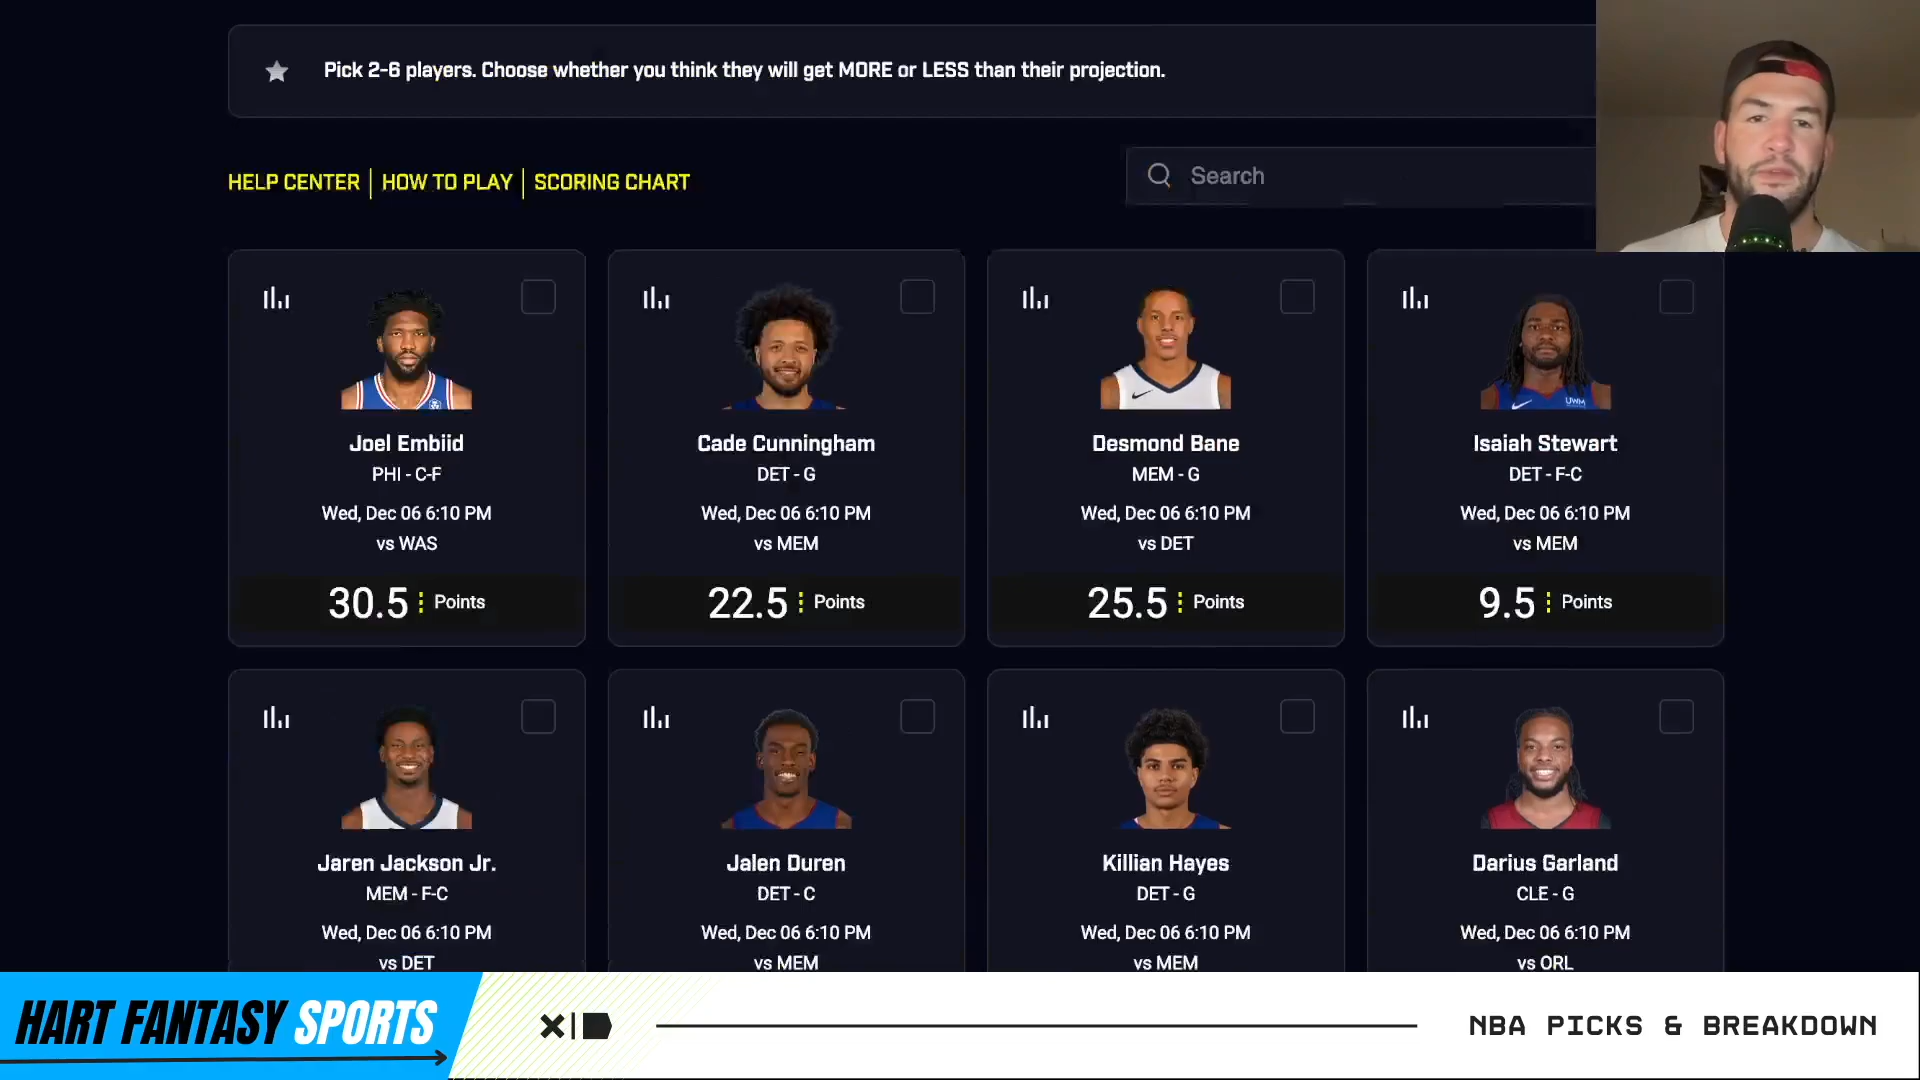 Pick 2-6 players. Choose whether you think they will get MORE or LESS than their projection.
HELP CENTER | HOW TO PLAY | SCORING CHART
Search
Joel Embiid
PHI - C-F
Wed, Dec 06 6:10 PM
vs WAS
30.5 Points
Cade Cunningham
DET - G
Wed, Dec 06 6:10 PM
vs MEM
22.5 Points
Desmond Bane
MEM - G
Wed, Dec 06 6:10 PM
vs DET
25.5 Points
Isaiah Stewart
DET - F-C
Wed, Dec 06 6:10 PM
vs MEM
9.5 Points
UWM
Jaren Jackson Jr.
MEM - F-C
Wed, Dec 06 6:10 PM
vs DET
Jalen Duren
DET - C
Wed, Dec 06 6:10 PM
vs MEM
Killian Hayes
DET - G
Wed, Dec 06 6:10 PM
vs MEM
Darius Garland
CLE - G
Wed, Dec 06 6:10 PM
vs ORL
HART FANTASY SPORTS
NBA PICKS & BREAKDOWN